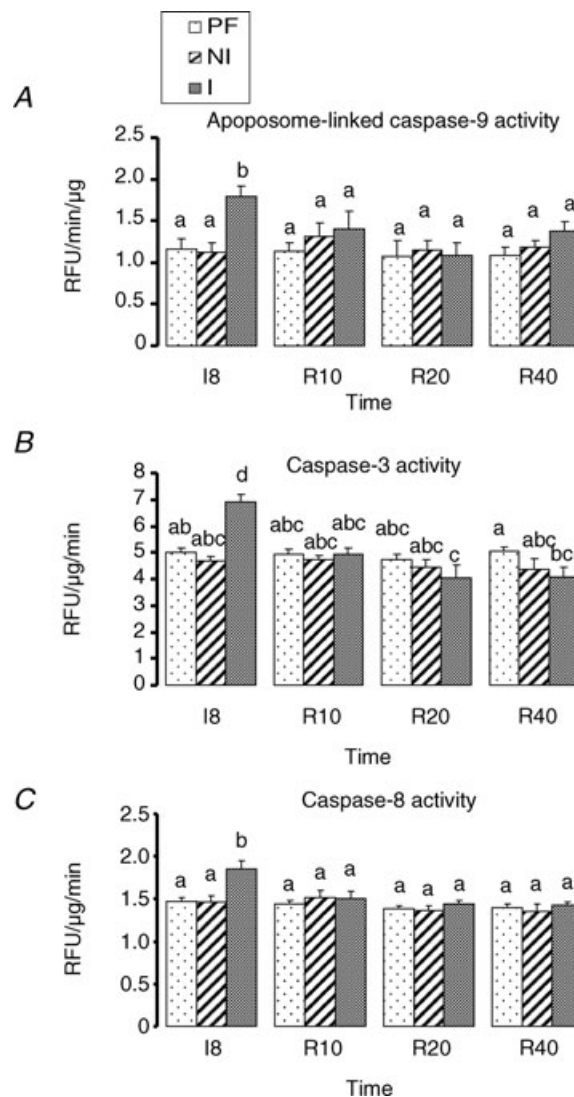 PF
NI
I
A
Apoposome-linked caspase-9 activity
RFU/min/µg
2.5
2.0
1.5
1.0
0.5
0
a a b
a a a
a a a
a a a
I8 R10 R20 R40
Time
B
Caspase-3 activity
RFU/µg/min
8
7
6
5
4
3
2
1
0
ab abc d
abc abc abc
abc abc c
a abc bc
I8 R10 R20 R40
Time
C
Caspase-8 activity
RFU/µg/min
2.5
2.0
1.5
1.0
0.5
0
a a b
a a a
a a a
a a a
I8 R10 R20 R40
Time